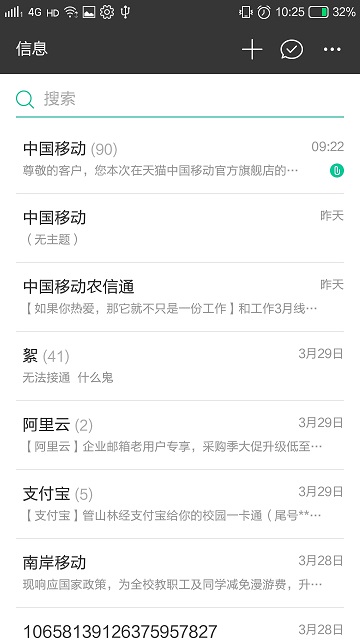 4G HD 10:25 32%
信息
搜索
中国移动 (90) 09:22
尊敬的客户，您本次在天猫中国移动官方旗舰店的…
中国移动 昨天
（无主题）
中国移动农信通 昨天
【如果你热爱，那它就不只是一份工作】和工作3月线…
絮 (41) 3月29日
无法接通 什么鬼
阿里云 (2) 3月29日
【阿里云】企业邮箱老用户专享，采购季大促升级低至…
支付宝 (5) 3月29日
【支付宝】管山林经支付宝给你的校园一卡通（尾号**…
南岸移动 3月28日
现响应国家政策，为全校教职工及同学减免漫游费，升…
10658139126375957827 3月28日